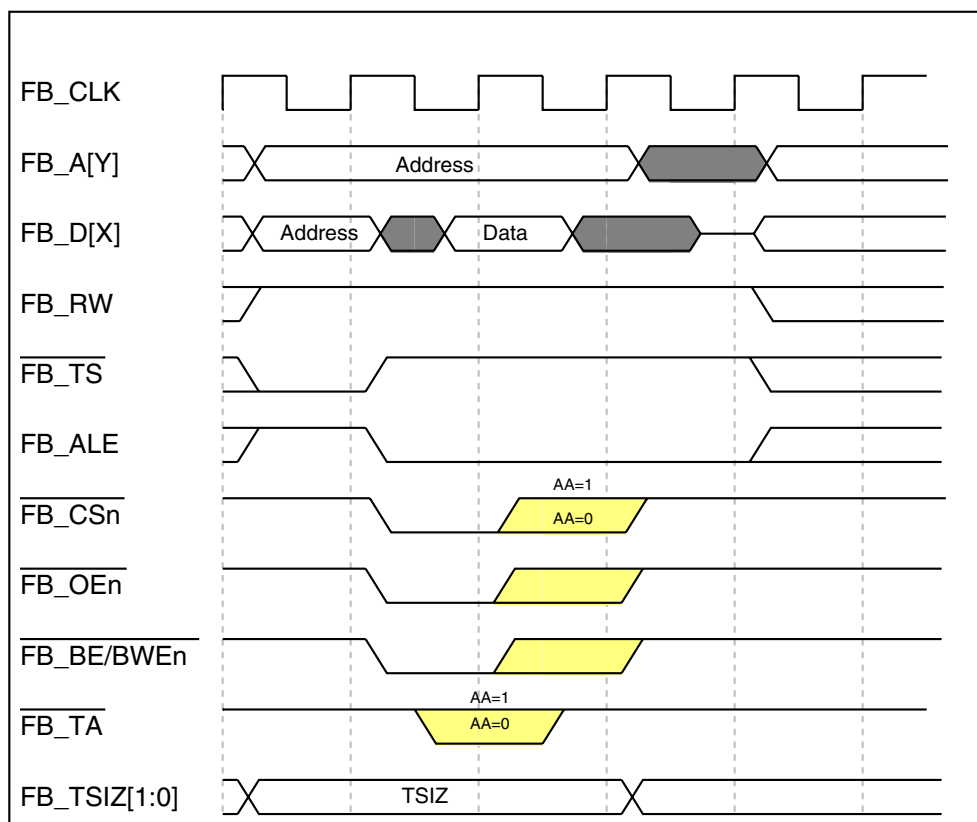 FB_CLK
FB_A[Y]
Address
FB_D[X]
Address
Data
FB_RW
FB_TS
FB_ALE
AA=1
FB_CSn
AA=0
FB_OEn
FB_BE/BWEn
AA=1
FB_TA
AA=0
FB_TSIZ[1:0]
TSIZ